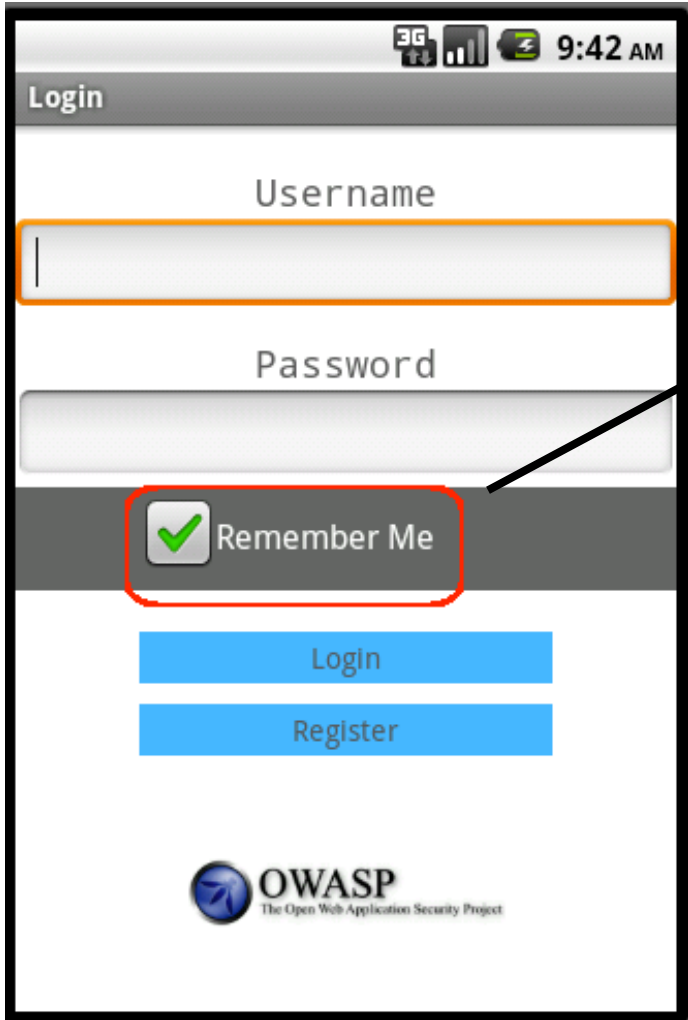 3G 9:42 AM
Login
Username
Password
Remember Me
Login
Register
OWASP
The Open Web Application Security Project